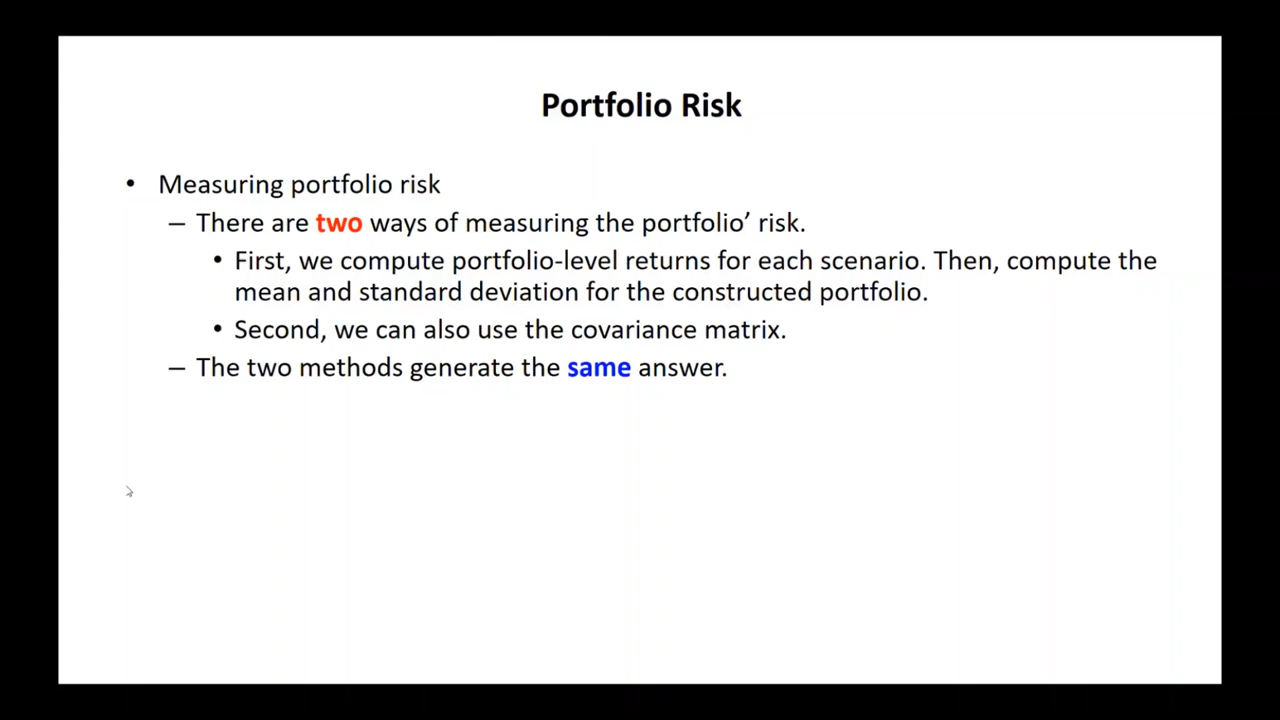 Portfolio Risk
• Measuring portfolio risk
– There are two ways of measuring the portfolio’ risk.
• First, we compute portfolio-level returns for each scenario. Then, compute the
mean and standard deviation for the constructed portfolio.
• Second, we can also use the covariance matrix.
– The two methods generate the same answer.